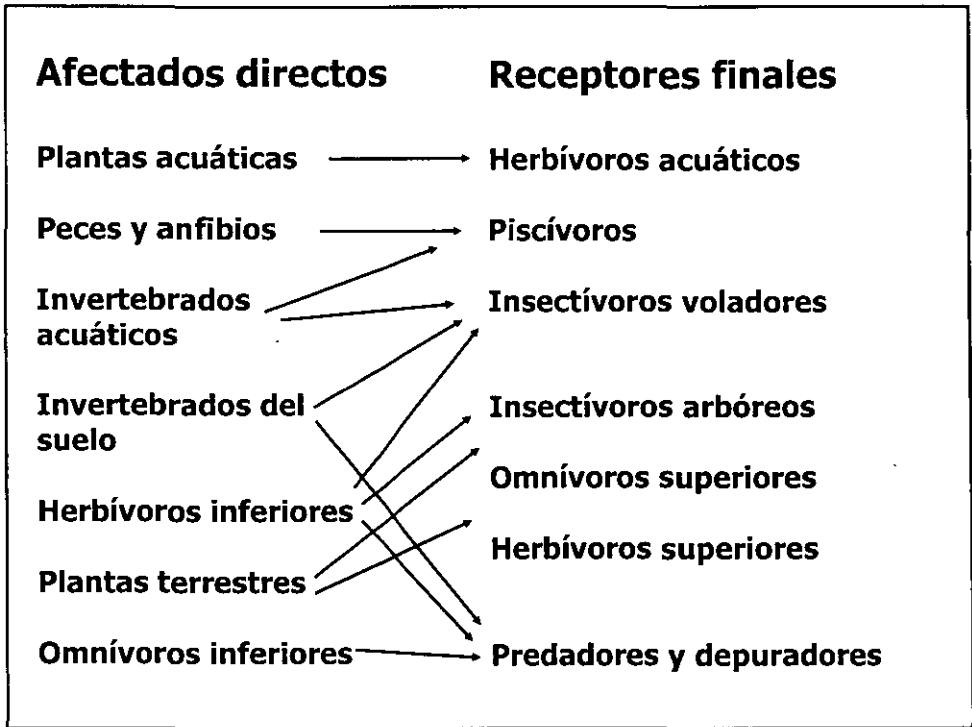 Afectados directos
Receptores finales
Plantas acuáticas
Herbívoros acuáticos
Peces y anfibios
Piscívoros
Invertebrados
acuáticos
Insectívoros voladores
Invertebrados del
suelo
Insectívoros arbóreos
Omnívoros superiores
Herbívoros inferiores
Herbívoros superiores
Plantas terrestres
Omnívoros inferiores
Predadores y depuradores